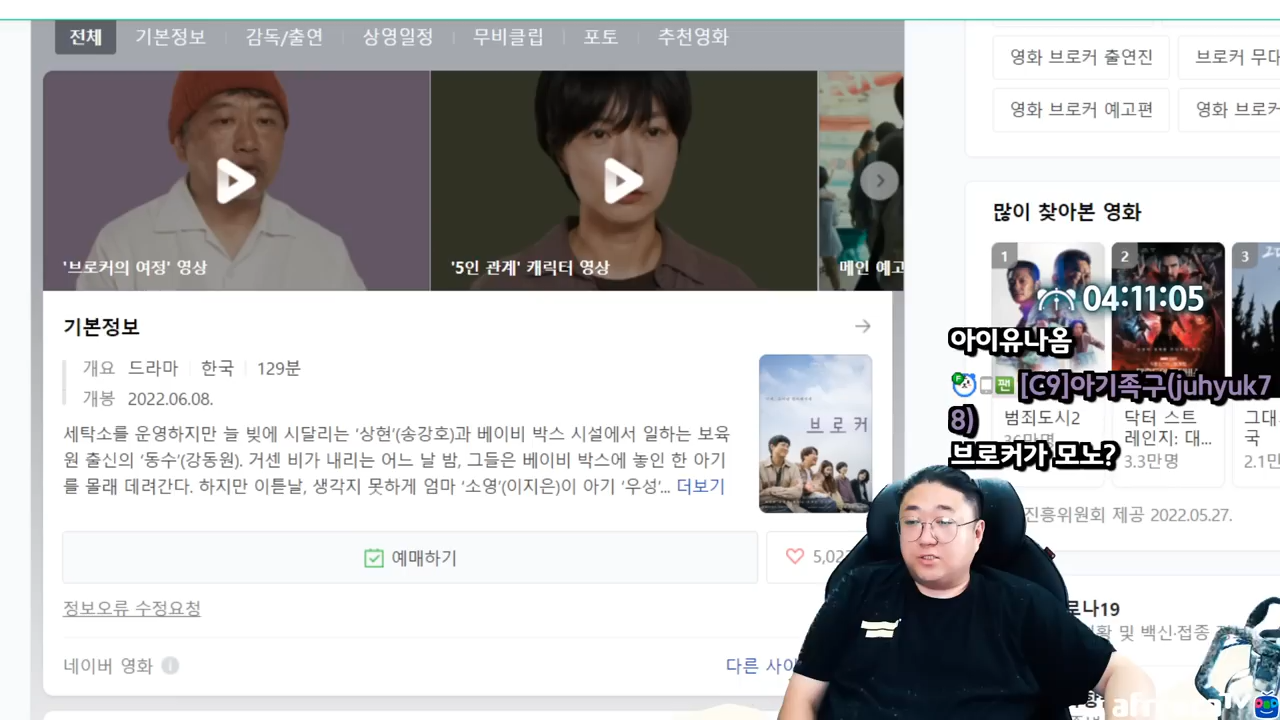 전체
기본정보
감독/출연
상영일정
무비클립
포토
추천영화
영화 브로커 출연진
브로커 무대
영화 브로커 예고편
영화 브로커
'브로커의 여정' 영상
'5인 관계' 캐릭터 영상
메인 예고
많이 찾아본 영화
1
2
3
04:11:05
아이유나옴
[C9]아기족구(juhyuk7
8)
브로커가 모노?
범죄도시2
닥터 스트
레인지: 대...
3.3만명
그대
국
2.1만
진흥위원회 제공 2022.05.27.
기본정보
개요 드라마 한국 129분
개봉 2022.06.08.
세탁소를 운영하지만 늘 빚에 시달리는 '상현'(송강호)과 베이비 박스 시설에서 일하는 보육
원 출신의 '동수'(강동원). 거센 비가 내리는 어느 날 밤, 그들은 베이비 박스에 놓인 한 아기
를 몰래 데려간다. 하지만 이튿날, 생각지 못하게 엄마 '소영'(이지은)이 아기 '우성'... 더보기
브로커
예매하기
정보오류 수정요청
네이버 영화
다른 사이
로나19
황 및 백신·접종